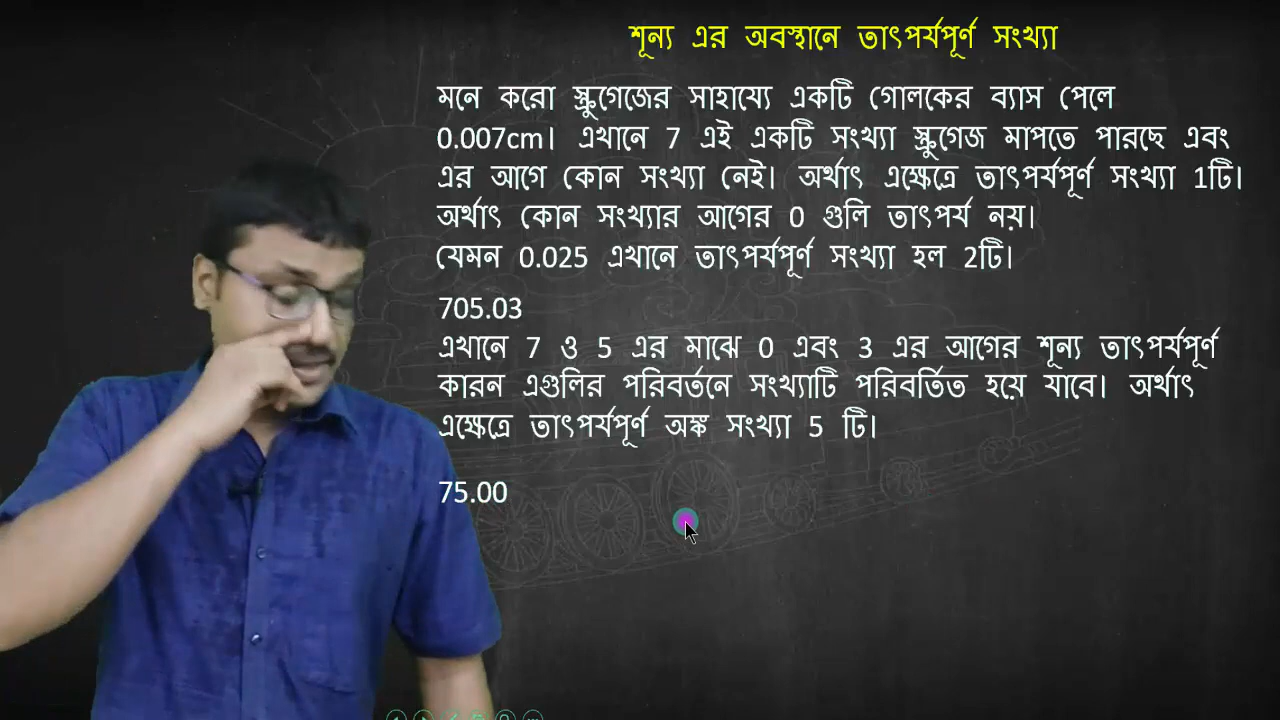 শূন্য এর অবস্থানে তাৎপর্যপূর্ণ সংখ্যা
মনে করো স্ক্রুগেজের সাহায্যে একটি গোলকের ব্যাস পেলে
0.007cm। এখানে 7 এই একটি সংখ্যা স্ক্রুগেজ মাপতে পারছে এবং
এর আগে কোন সংখ্যা নেই। অর্থাৎ এক্ষেত্রে তাৎপর্যপূর্ণ সংখ্যা 1টি।
অর্থাৎ কোন সংখ্যার আগের 0 গুলি তাৎপর্য নয়।
যেমন 0.025 এখানে তাৎপর্যপূর্ণ সংখ্যা হল 2টি।
705.03
এখানে 7 ও 5 এর মাঝে 0 এবং 3 এর আগের শূন্য তাৎপর্যপূর্ণ
কারন এগুলির পরিবর্তনে সংখ্যাটি পরিবর্তিত হয়ে যাবে। অর্থাৎ
এক্ষেত্রে তাৎপর্যপূর্ণ অঙ্ক সংখ্যা 5 টি।
75.00